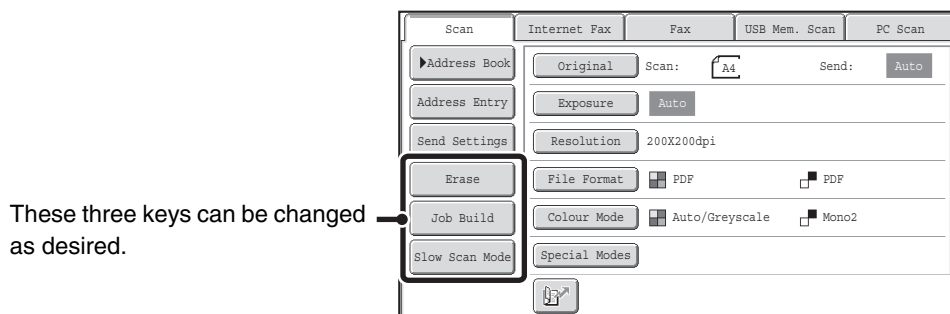 Scan Internet Fax Fax USB Mem. Scan PC Scan
Address Book Original Scan: A4 Send: Auto
Address Entry Exposure Auto
Send Settings Resolution 200X200dpi
Erase File Format PDF PDF
These three keys can be changed Job Build Colour Mode Auto/Greyscale Mono2
as desired.
Slow Scan Mode Special Modes